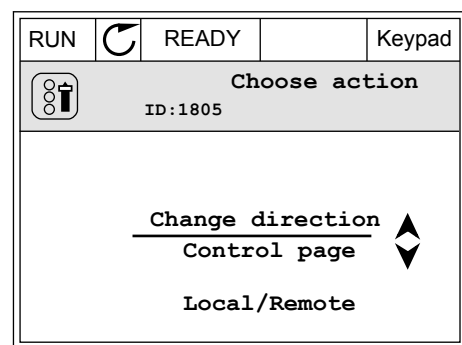 RUN READY Keypad
Choose action
ID:1805
Change direction
Control page
Local/Remote